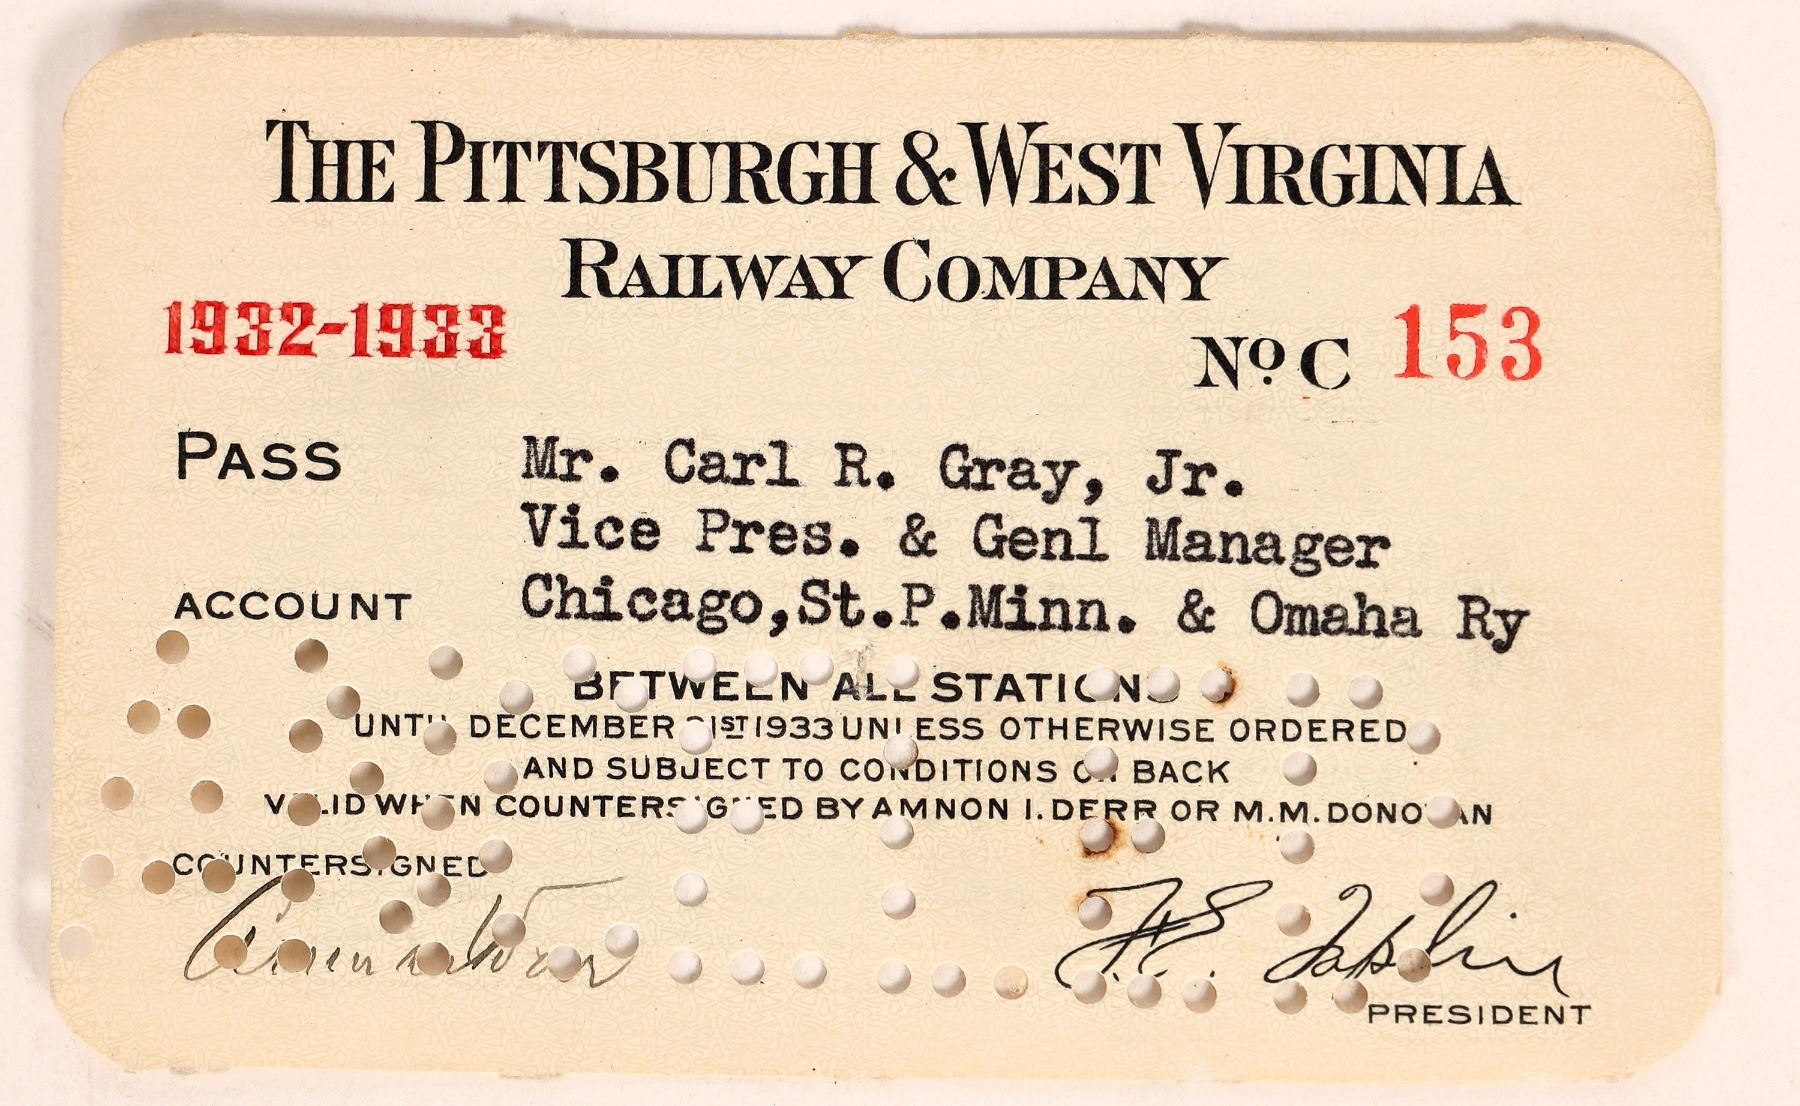 THE PITTSBURGH & WEST VIRGINIA
RAILWAY COMPANY
1932-1933
No. C 153
PASS Mr. Carl R. Gray, Jr.
Vice Pres. & Genl Manager
ACCOUNT Chicago,St.P.Minn. & Omaha Ry
BETWEEN ALL STATIONS
UNTIL DECEMBER 31ST 1933 UNLESS OTHERWISE ORDERED
AND SUBJECT TO CONDITIONS ON BACK
VALID WHEN COUNTERSIGNED BY AMNON I. DERR OR M.M. DONOVAN
COUNTERSIGNED
F.E. Taplin
PRESIDENT